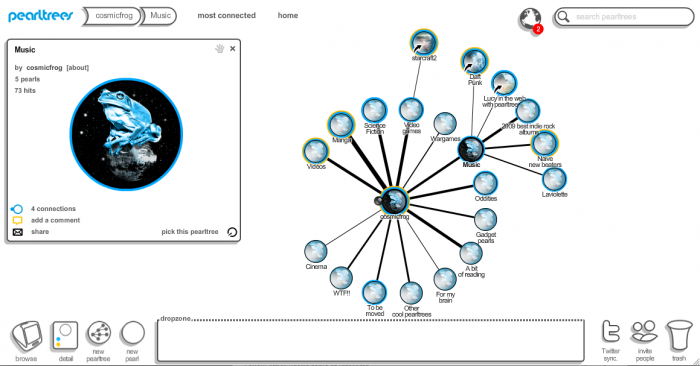 pearltrees
cosmicfrog
Music
most connected
home
2
search pearltrees
Music
by cosmicfrog [about]
5 pearls
73 hits
4 connections
add a comment
share
pick this pearltree
starcraft2
Daft
Punk
Lucy in the web
with pearltrees
2009 best indie rock
albums
Naive
new beaters
Laviolette
Music
Science
Fiction
Video
games
Wargames
Manga
Videos
cosmicfrog
Oddities
Gadget
pearls
A bit
of reading
For my
brain
Other
cool pearltrees
To be
moved
WTF!!
Cinema
dropzone
browse
detail
new
pearltree
new
pearl
Twitter
sync.
invite
people
trash